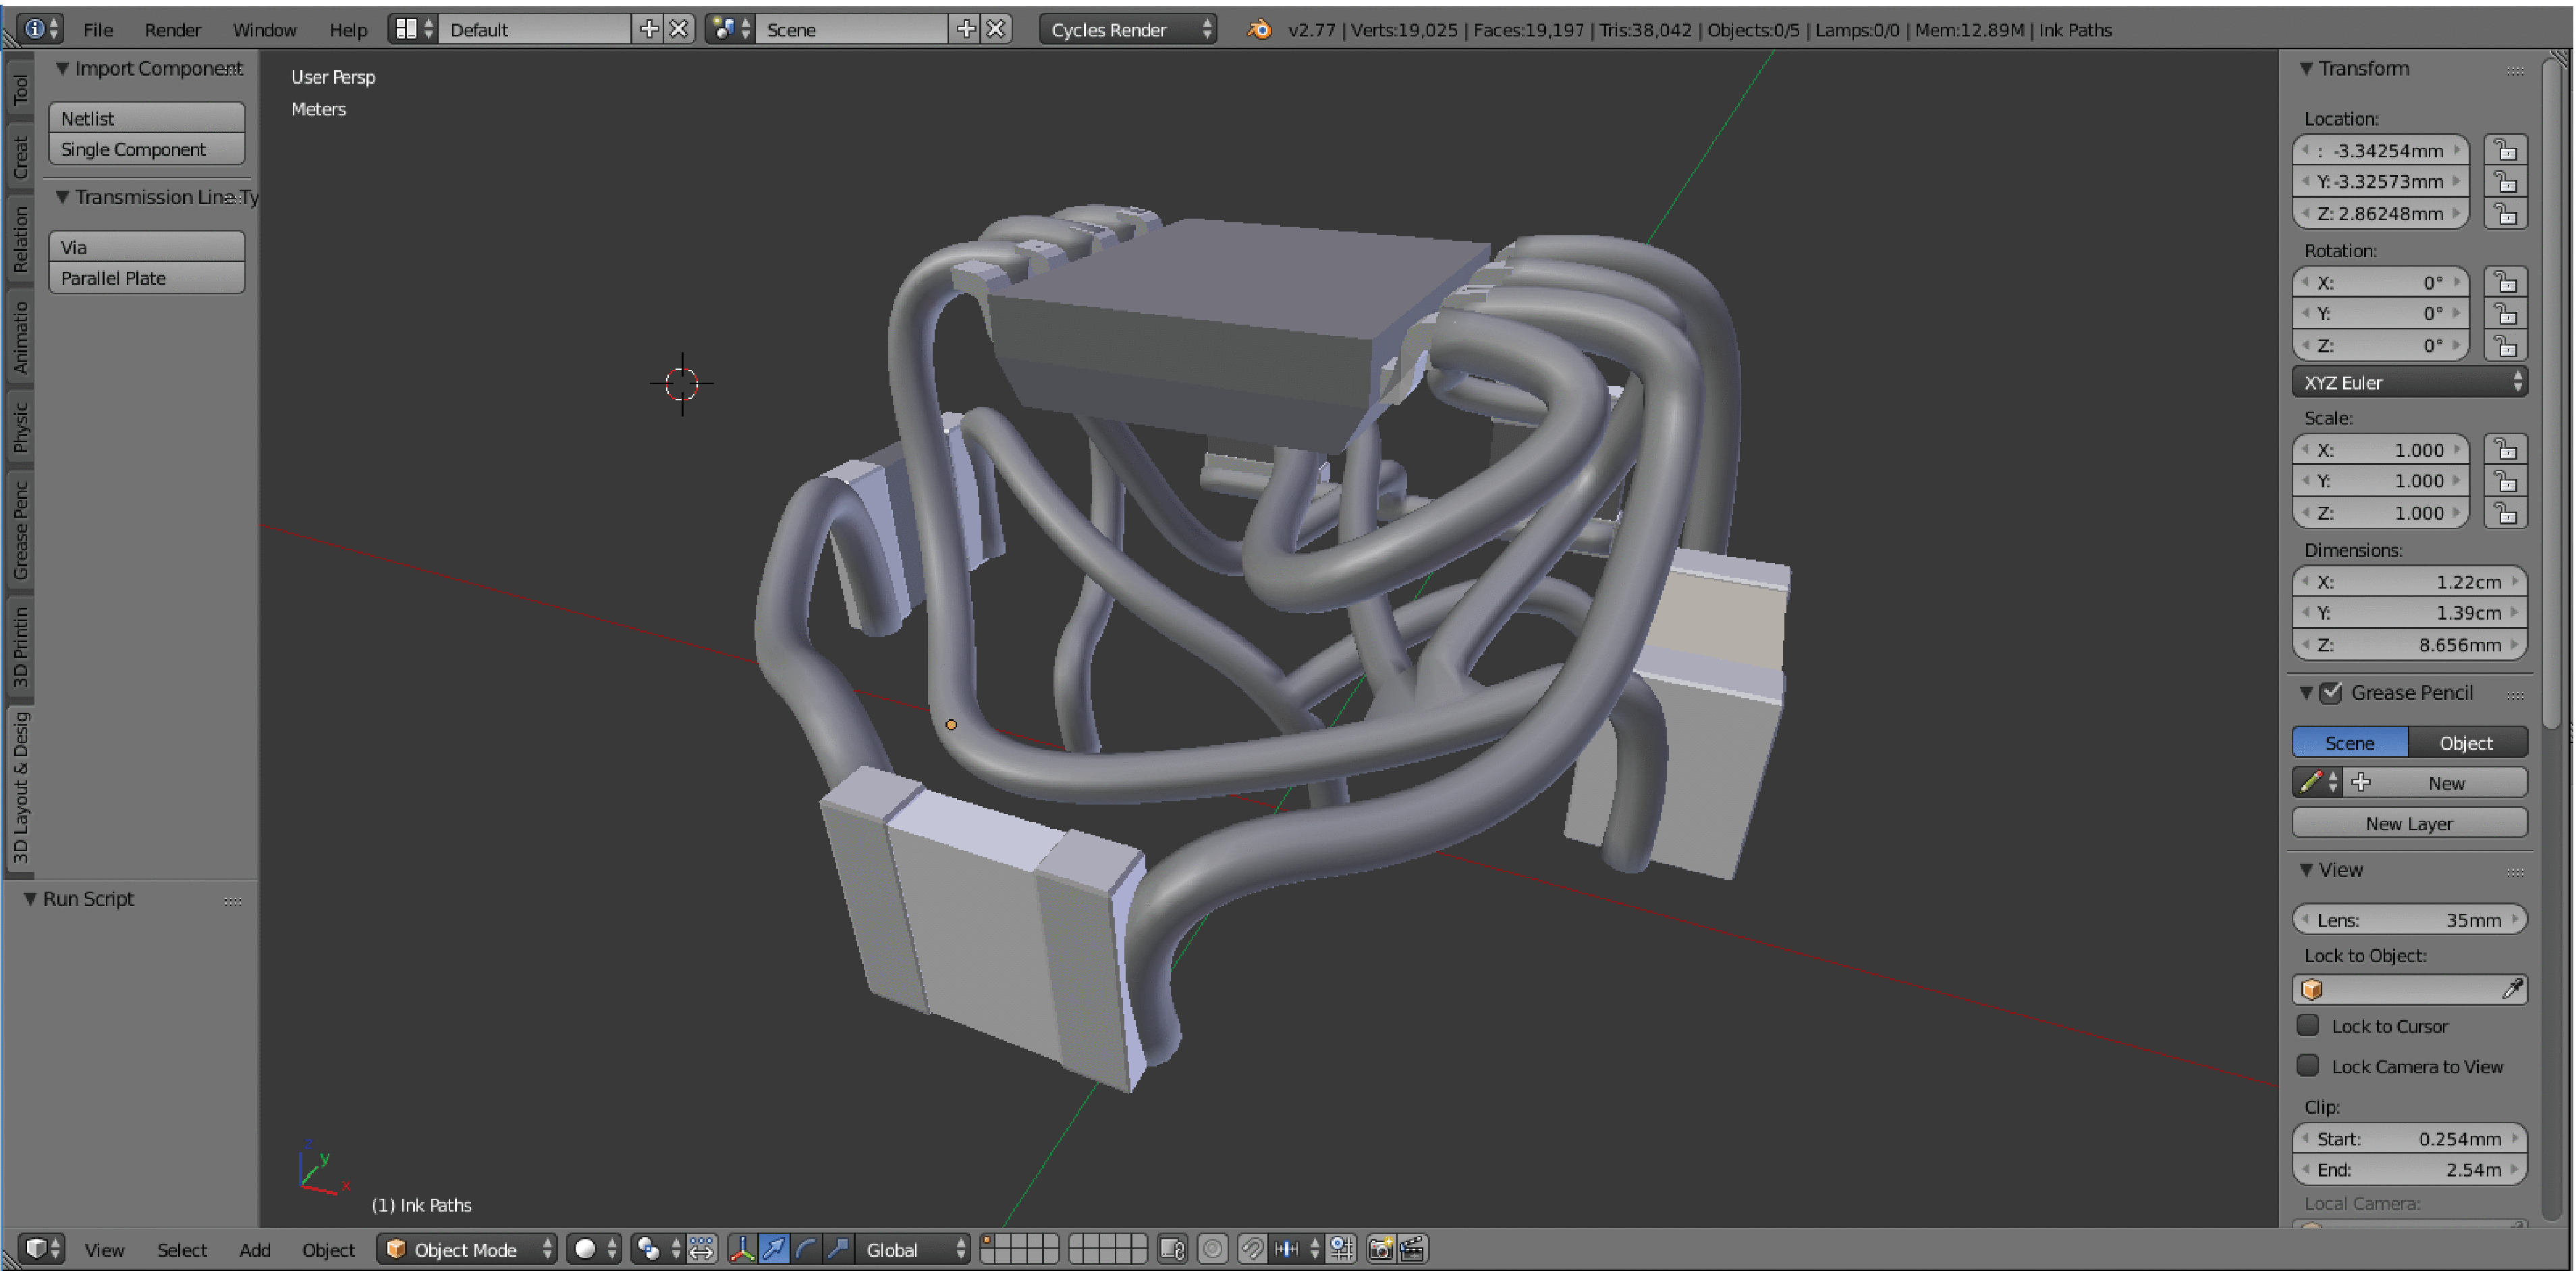 File Render Window Help Default Scene Cycles Render v2.77 | Verts:19,025 | Faces:19,197 | Tris:38,042 | Objects:0/5 | Lamps:0/0 | Mem:12.89M | Ink Paths
Tool
Creat
Relation
Animatio
Physic
Grease Penc
3D Printin
3D Layout & Desig
Import Component
Netlist
Single Component
Transmission Line Ty
Via
Parallel Plate
Run Script
User Persp
Meters
z
y
x
(1) Ink Paths
Transform
Location:
: -3.34254mm
Y: -3.32573mm
Z: 2.86248mm
Rotation:
X: 0°
Y: 0°
Z: 0°
XYZ Euler
Scale:
X: 1.000
Y: 1.000
Z: 1.000
Dimensions:
X: 1.22cm
Y: 1.39cm
Z: 8.656mm
Grease Pencil
Scene Object
New
New Layer
View
Lens: 35mm
Lock to Object:
Lock to Cursor
Lock Camera to View
Clip:
Start: 0.254mm
End: 2.54m
Local Camera:
View Select Add Object Object Mode Global